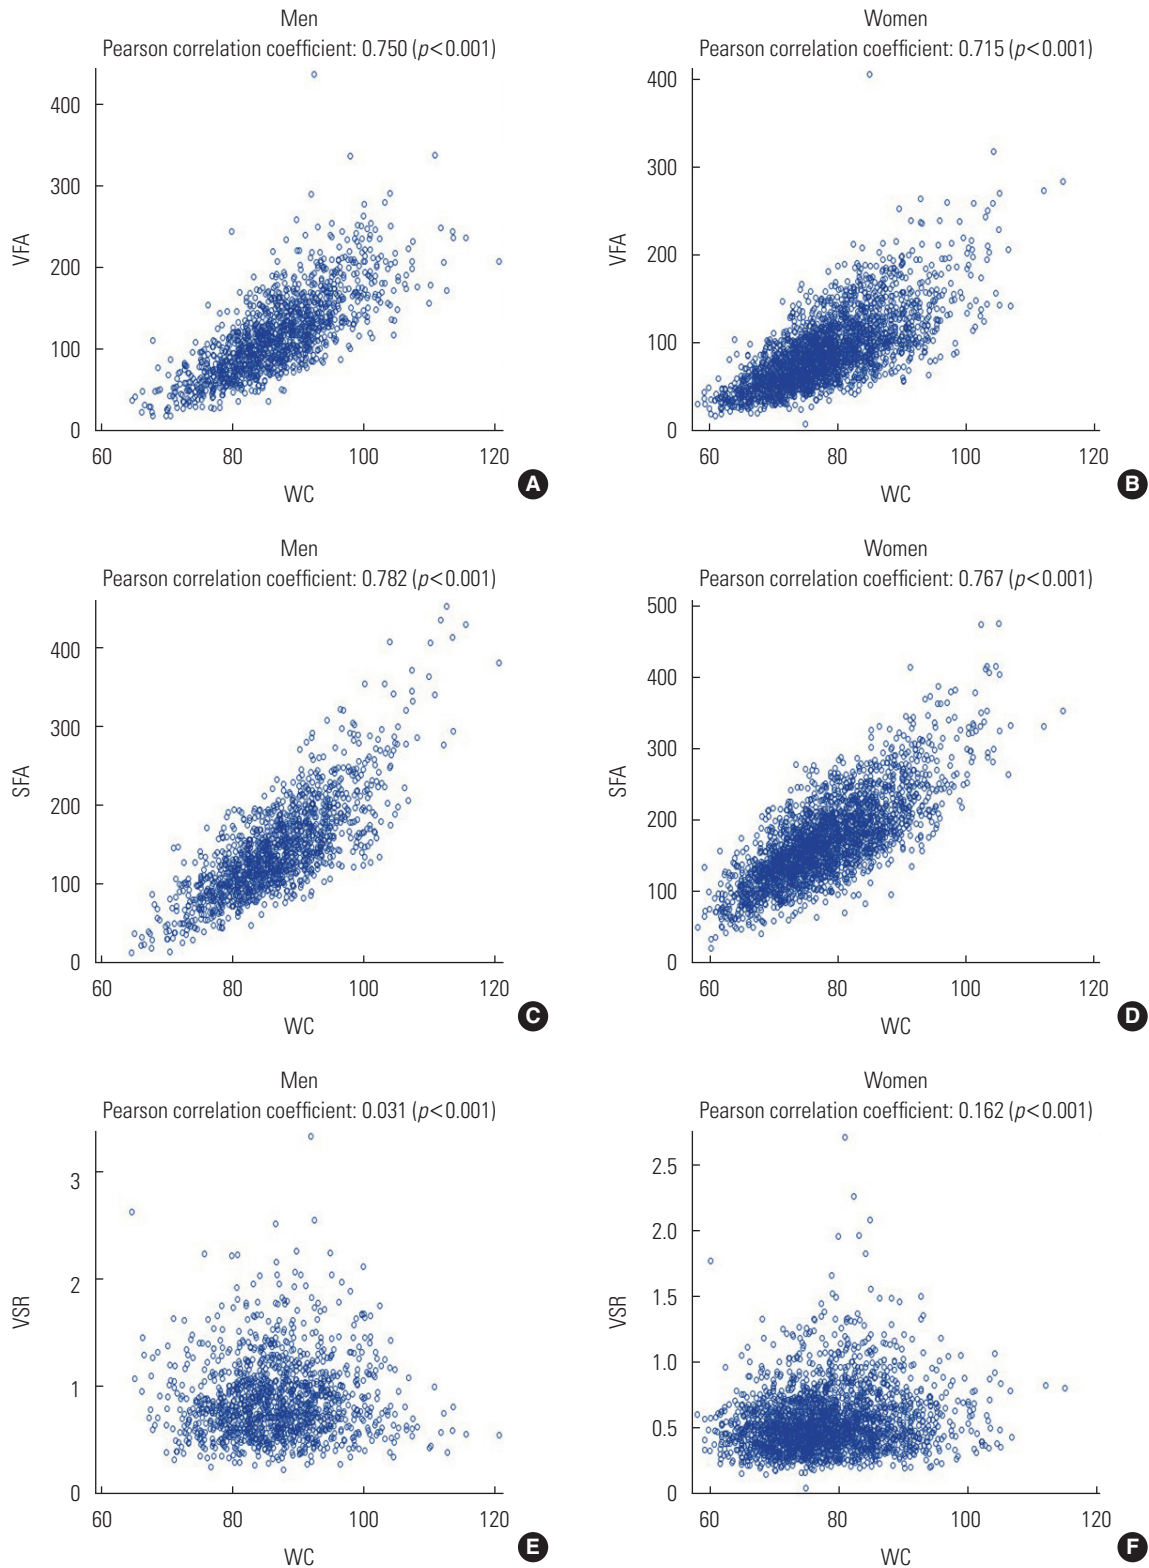 Men
Pearson correlation coefficient: 0.750 (p<0.001)
400
300
200
100
0
VFA
60 80 100 120
WC
A
Women
Pearson correlation coefficient: 0.715 (p<0.001)
400
300
200
100
0
VFA
60 80 100 120
WC
B
Men
Pearson correlation coefficient: 0.782 (p<0.001)
400
300
200
100
0
SFA
60 80 100 120
WC
C
Women
Pearson correlation coefficient: 0.767 (p<0.001)
500
400
300
200
100
0
SFA
60 80 100 120
WC
D
Men
Pearson correlation coefficient: 0.031 (p<0.001)
3
2
1
0
VSR
60 80 100 120
WC
E
Women
Pearson correlation coefficient: 0.162 (p<0.001)
2.5
2.0
1.5
1.0
0.5
0
VSR
60 80 100 120
WC
F